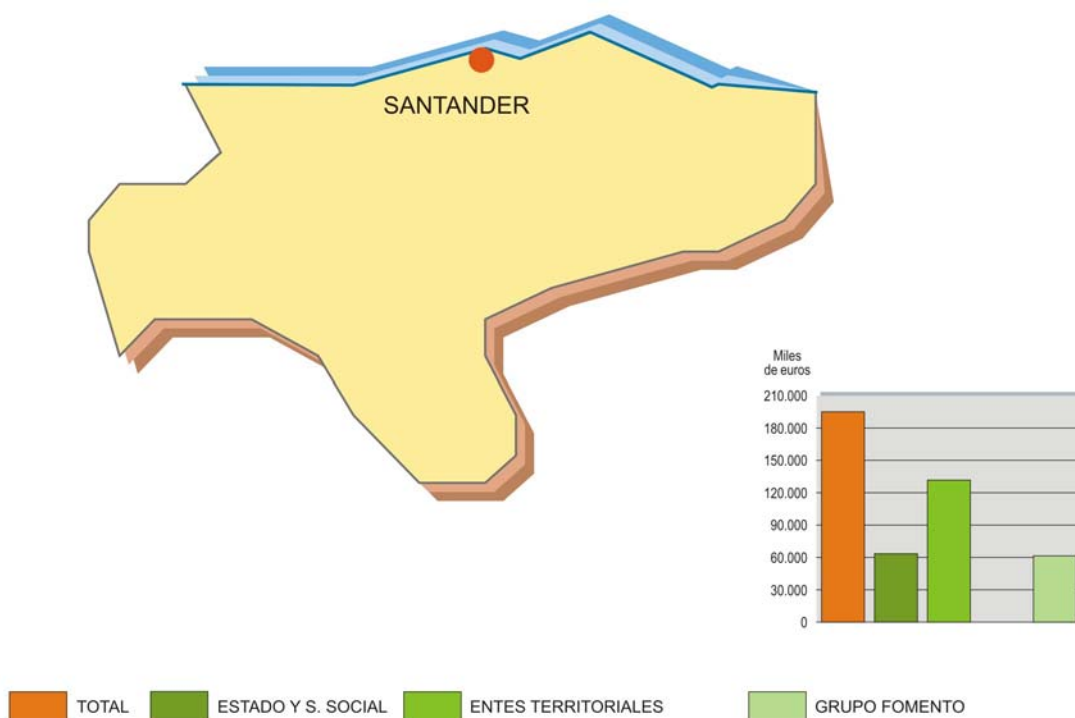 SANTANDER
Miles
de euros
210.000
180.000
150.000
120.000
90.000
60.000
30.000
0
TOTAL
ESTADO Y S. SOCIAL
ENTES TERRITORIALES
GRUPO FOMENTO